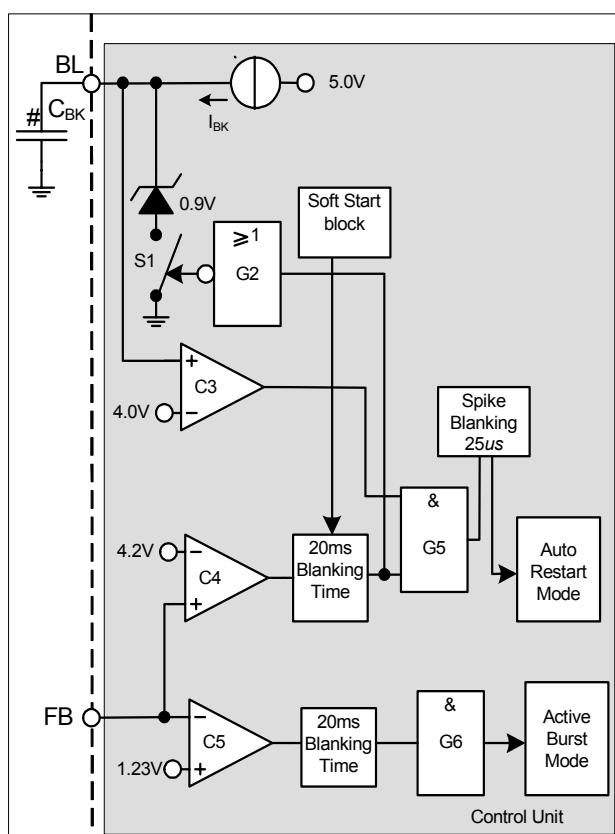 BL
5.0V
#
CBK
IBK
0.9V
Soft Start
block
S1
≥1
G2
C3
4.0V
Spike
Blanking
25us
&
G5
4.2V
C4
20ms
Blanking
Time
Auto
Restart
Mode
FB
C5
1.23V
20ms
Blanking
Time
&
G6
Active
Burst
Mode
Control Unit